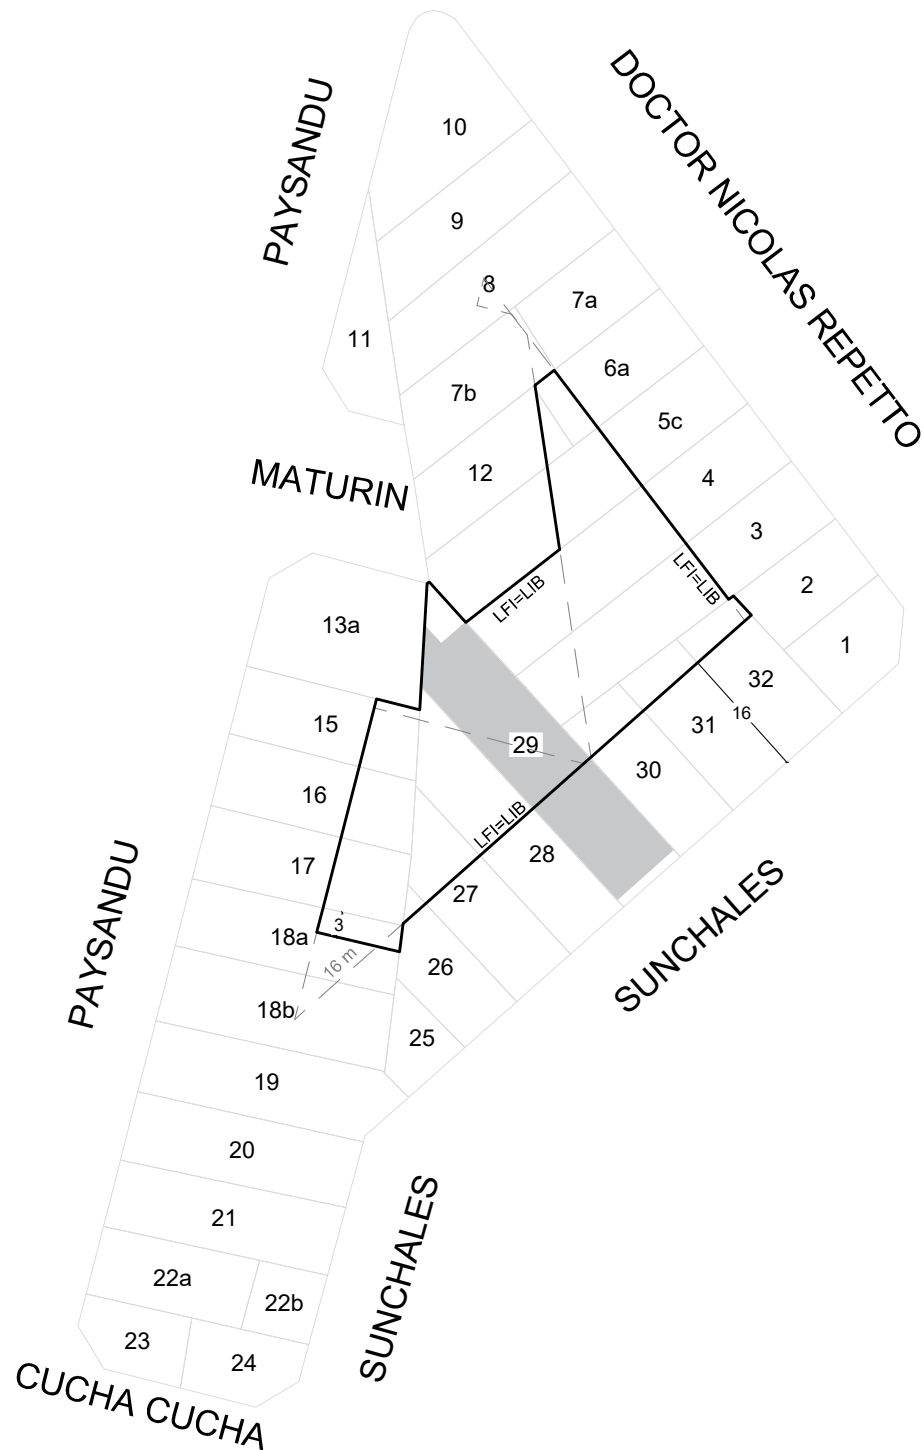 10
PAYSANDU
DOCTOR NICOLAS REPETTO
9
8
7a
11
6a
7b
5c
12
4
MATURIN
3
LFI=LIB
LFI=LIB
2
13a
1
32
16
15
31
29
30
16
LFI=LIB
28
17
27
PAYSANDU
3
18a
SUNCHALES
16 m
26
18b
25
19
20
21
SUNCHALES
22a
22b
23
24
CUCHA CUCHA